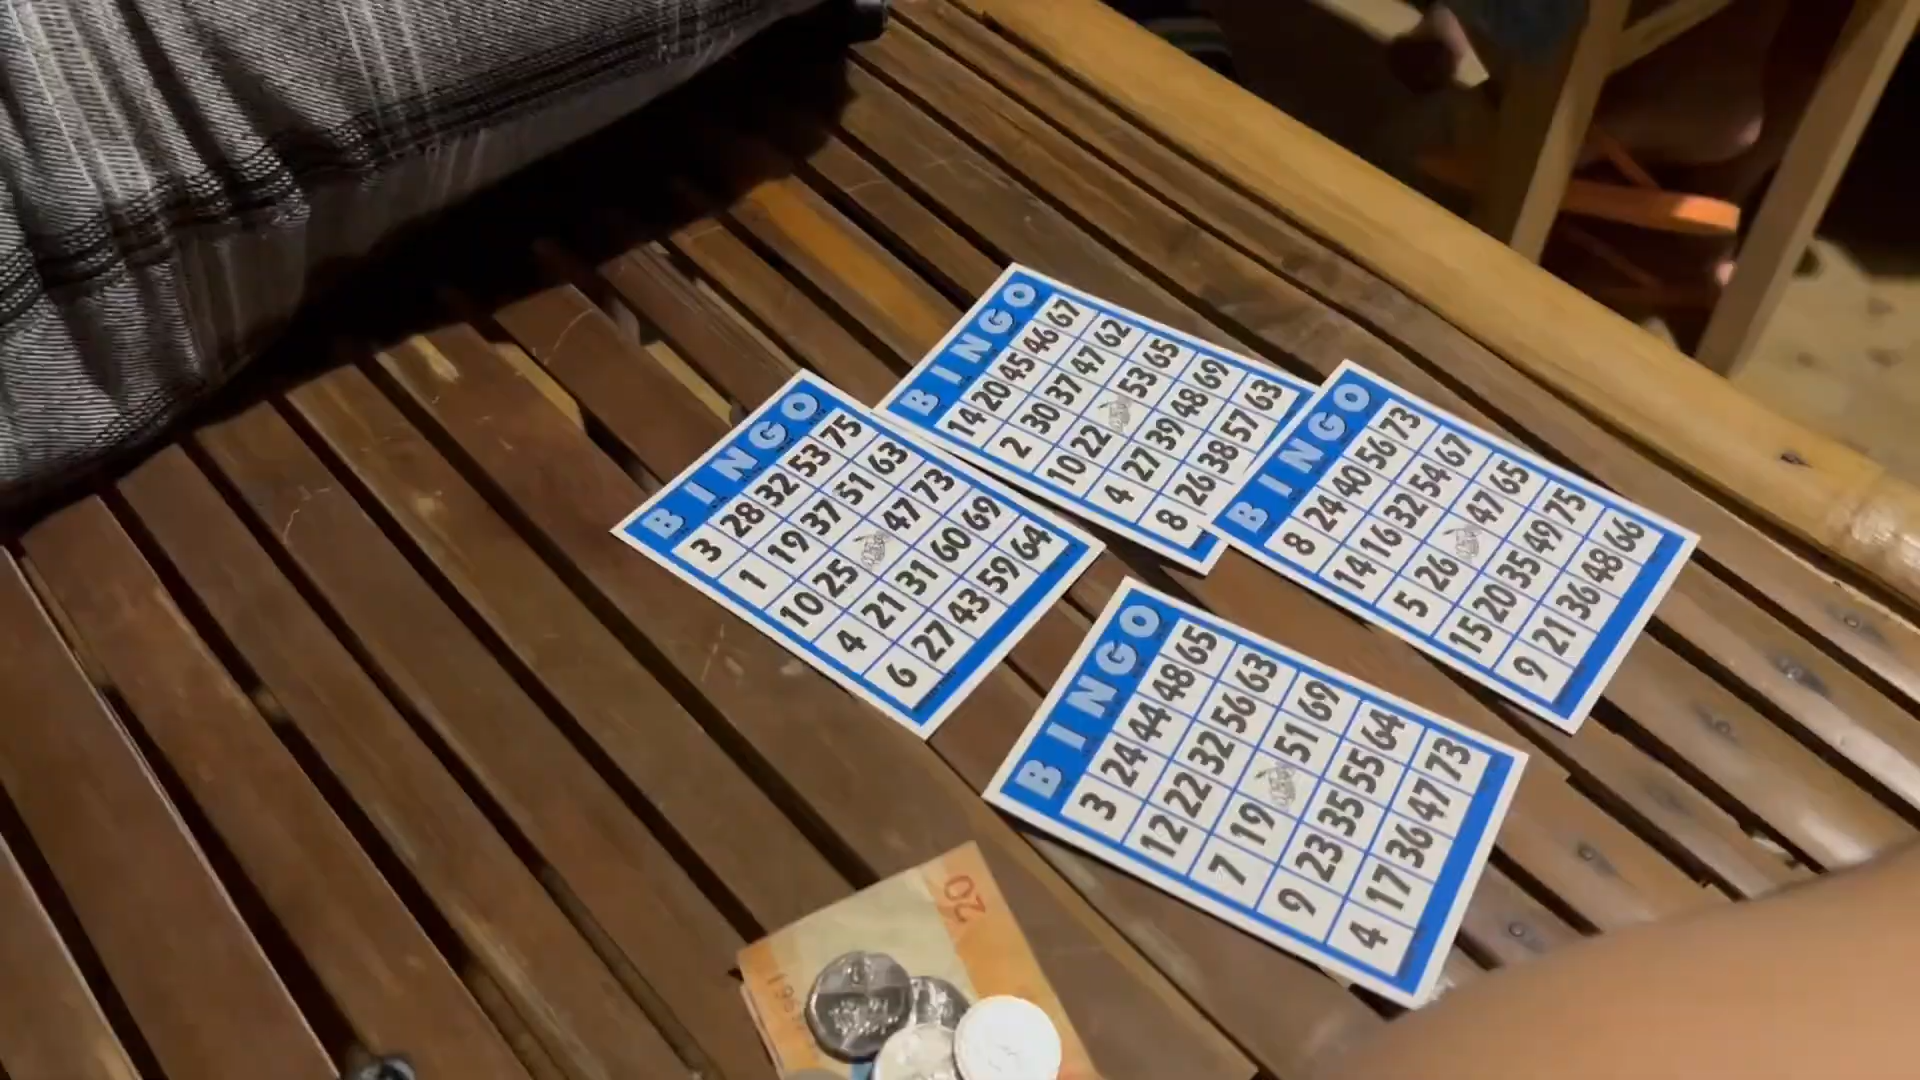 B I N G O
14 20 45 46 67
2 30 37 47 62
10 22 53 65
4 27 39 48 69
8 26 38 57 63
B I N G O
3 28 32 53 75
1 19 37 51 63
10 25 47 73
4 21 31 60 69
6 27 43 59 64
B I N G O
8 24 40 56 73
14 16 32 54 67
5 26 47 65
15 20 35 49 75
9 21 36 48 66
B I N G O
3 24 44 48 65
12 22 32 56 63
7 19 51 69
9 23 35 55 64
4 17 36 47 73
20